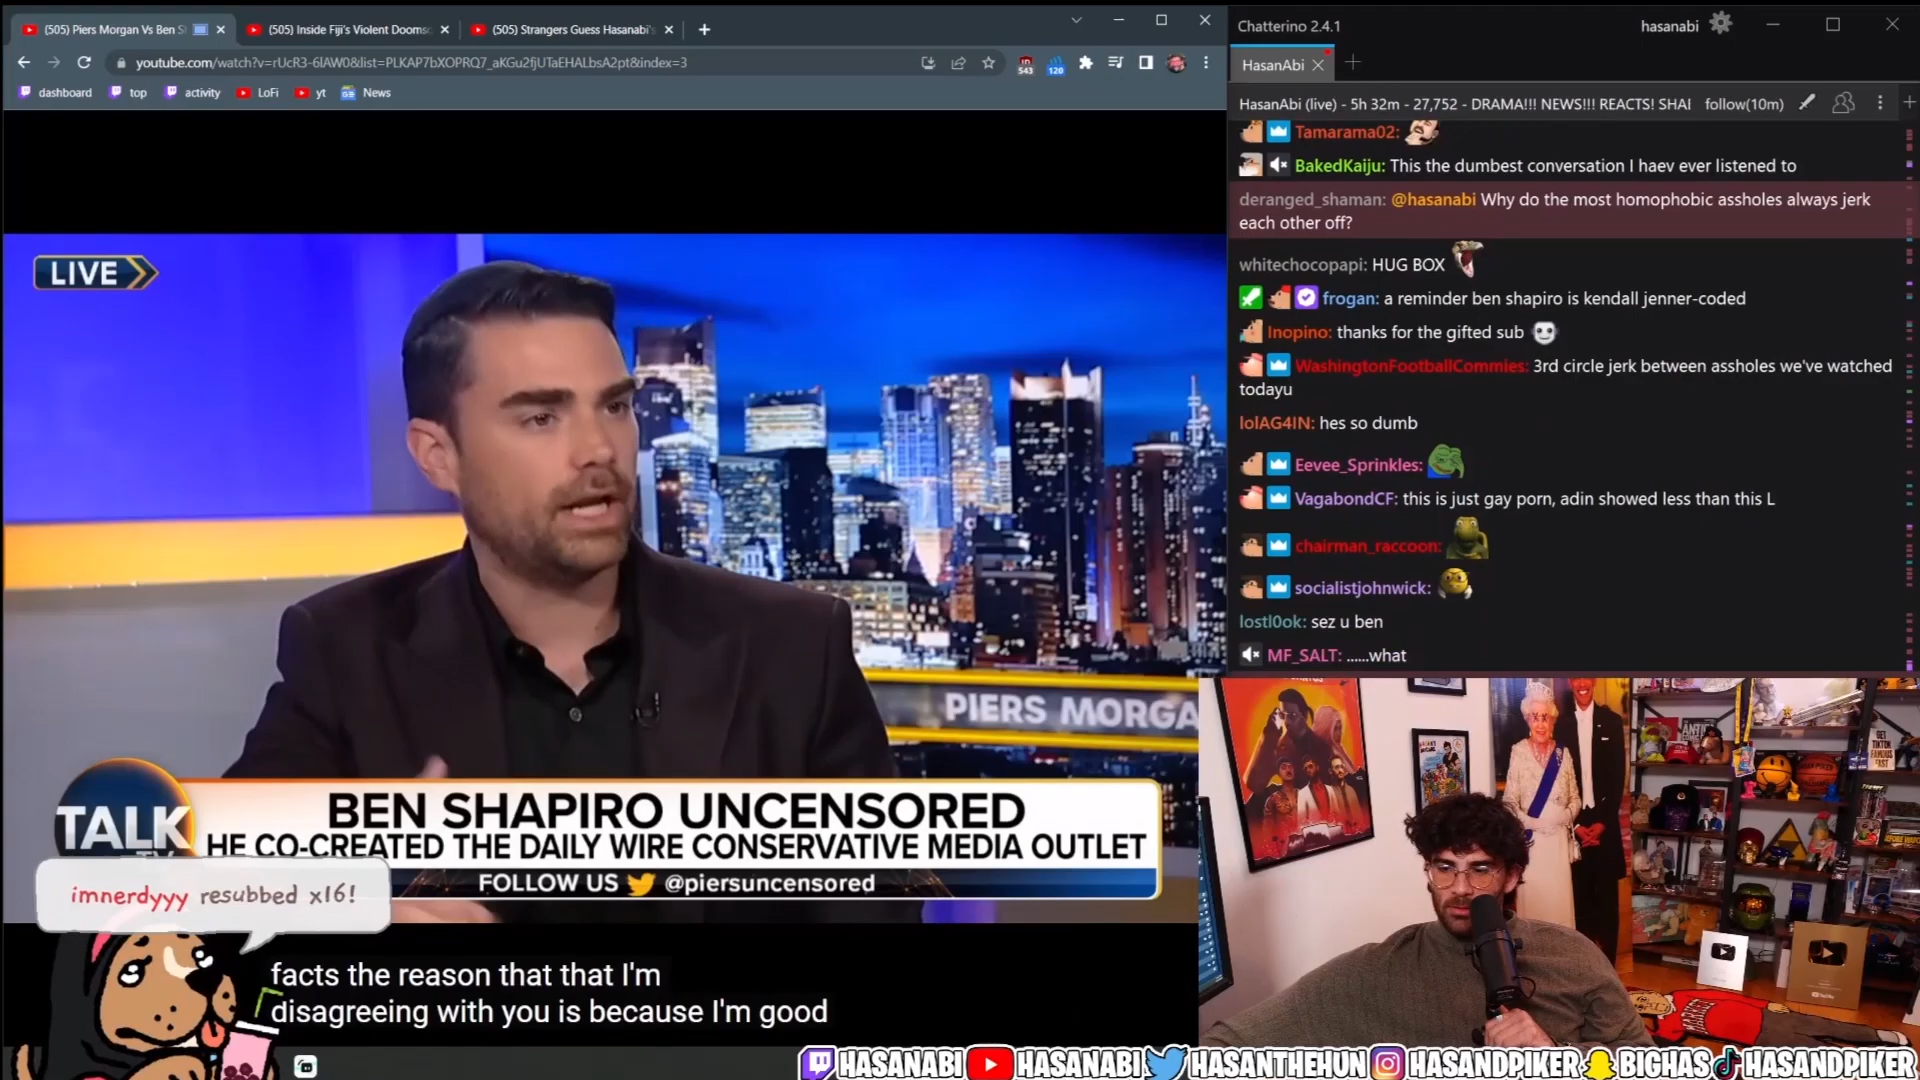 (505) Piers Morgan Vs Ben S
(505) Inside Fiji's Violent Dooms
(505) Strangers Guess Hasanabi's
youtube.com/watch?v=rUcR3-6lAW0&list=PLKAP7bXOPRQ7_aKGu2fjUTaEHALbsA2pt&index=3
543
120
dashboard
top
activity
LoFi
yt
News
LIVE
PIERS MORGA
TALK
BEN SHAPIRO UNCENSORED
HE CO-CREATED THE DAILY WIRE CONSERVATIVE MEDIA OUTLET
FOLLOW US @piersuncensored
imnerdyyy resubbed x16!
facts the reason that that I'm
disagreeing with you is because I'm good
Chatterino 2.4.1
hasanabi
HasanAbi
HasanAbi (live) - 5h 32m - 27,752 - DRAMA!!! NEWS!!! REACTS! SHAI
follow(10m)
Tamarama02:
BakedKaiju: This the dumbest conversation I haev ever listened to
deranged_shaman: @hasanabi Why do the most homophobic assholes always jerk
each other off?
whitechocopapi: HUG BOX
frogan: a reminder ben shapiro is kendall jenner-coded
Inopino: thanks for the gifted sub
WashingtonFootballCommies: 3rd circle jerk between assholes we've watched
todayu
lolAG4IN: hes so dumb
Eevee_Sprinkles:
VagabondCF: this is just gay porn, adin showed less than this L
chairman_raccoon:
socialistjohnwick:
lostl0ok: sez u ben
MF_SALT: ......what
HASANABI HASANABI HASANTHEHUN HASANDPIKER BIGHAS HASANDPIKER